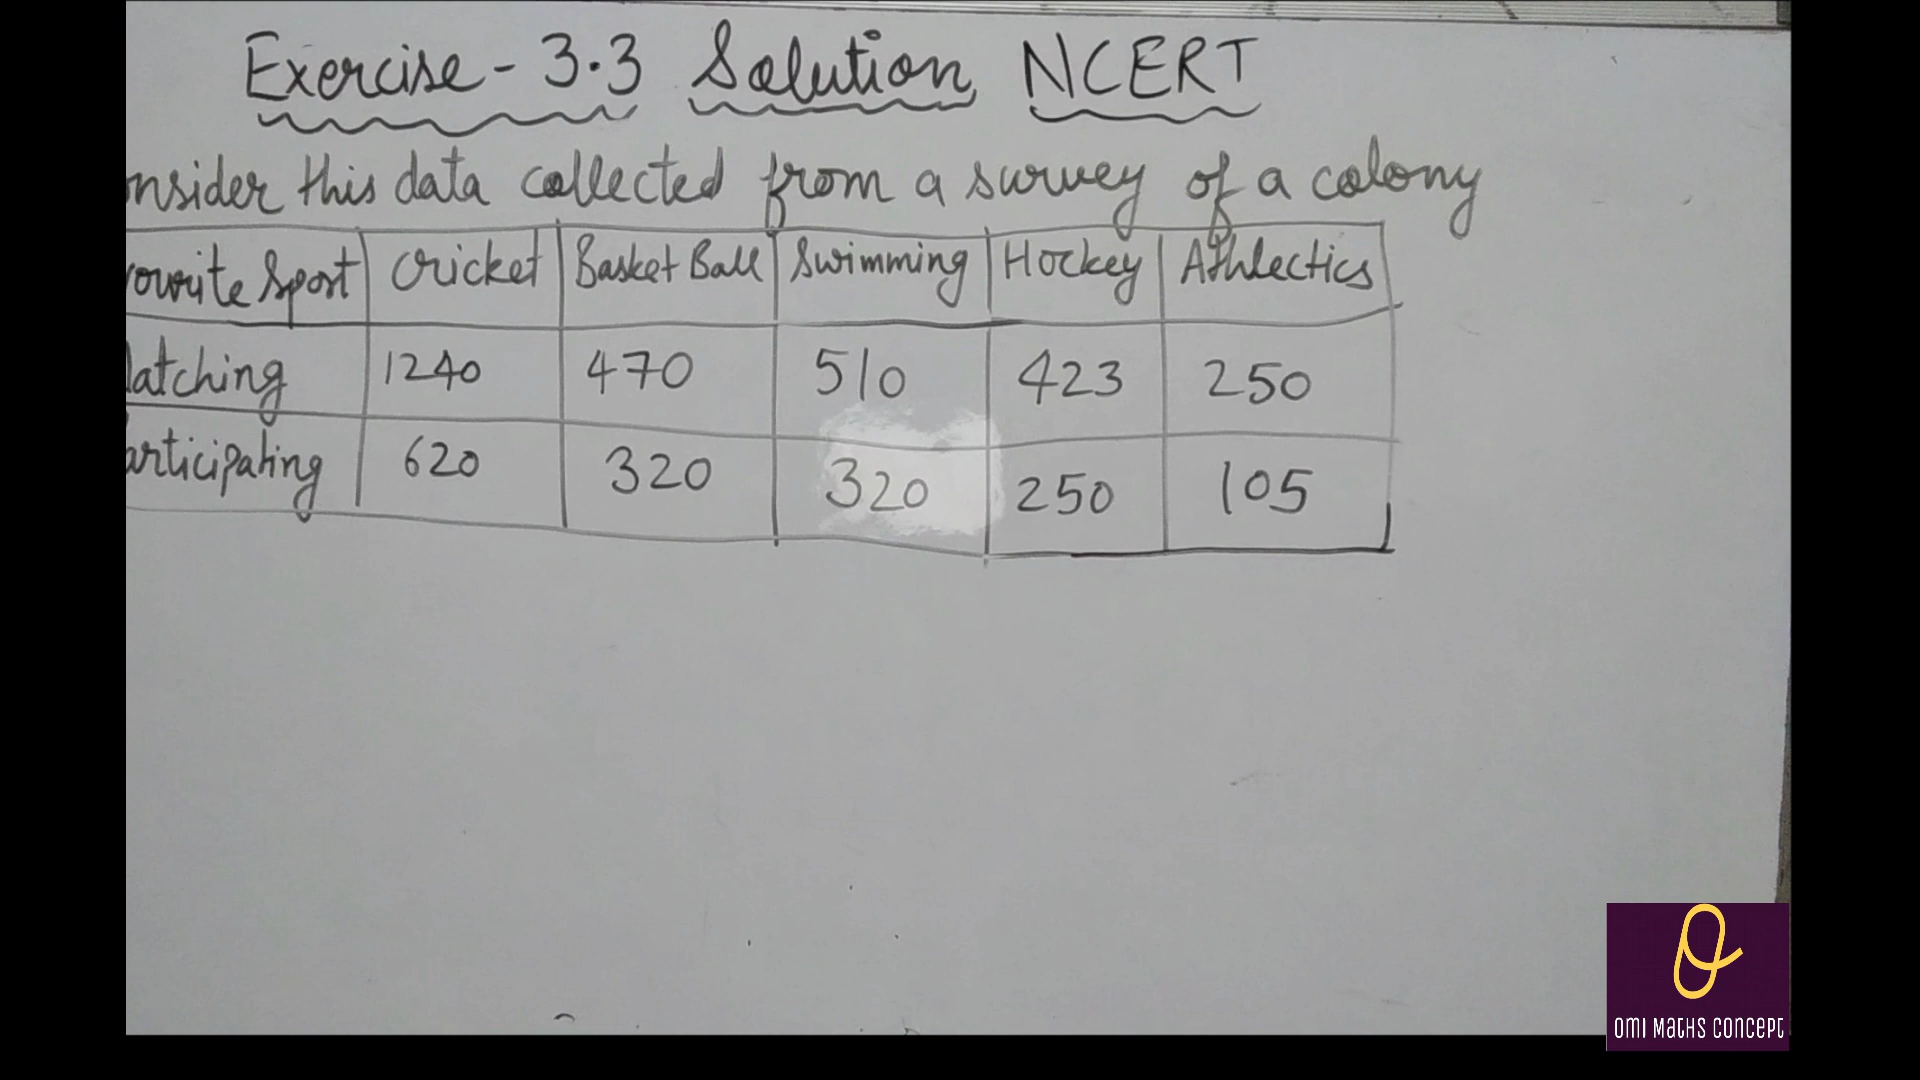 Exercise - 3.3 Solution NCERT
onsider this data collected from a survey of a colony
vourite Sport Cricket Basket Ball Swimming Hockey Athlectics
atching 1240 470 510 423 250
articipating 620 320 320 250 105
OMI MATHS CONCEPT